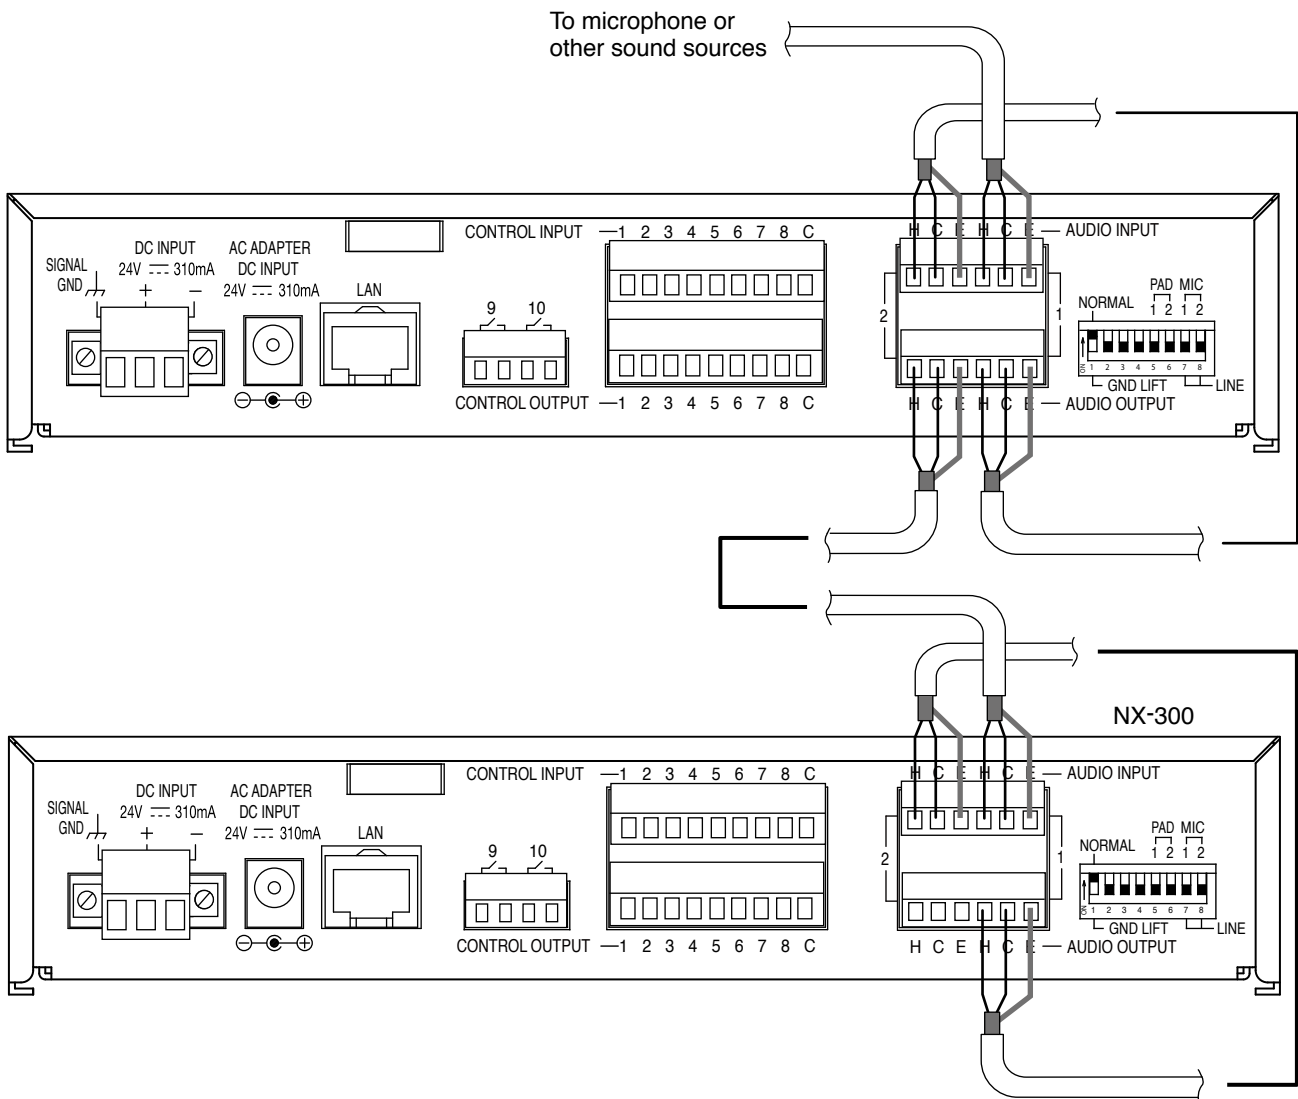 To microphone or
other sound sources
CONTROL INPUT 1 2 3 4 5 6 7 8 C
H C E H C E AUDIO INPUT
DC INPUT
24V 310mA
+ −
AC ADAPTER
DC INPUT
24V 310mA
SIGNAL
GND
LAN
9 10
2 1
PAD MIC
1 2 1 2
NORMAL
ON
1 2 3 4 5 6 7 8
GND LIFT LINE
− +
CONTROL OUTPUT 1 2 3 4 5 6 7 8 C
H C E H C E AUDIO OUTPUT
NX-300
CONTROL INPUT 1 2 3 4 5 6 7 8 C
H C E H C E AUDIO INPUT
DC INPUT
24V 310mA
+ −
AC ADAPTER
DC INPUT
24V 310mA
SIGNAL
GND
LAN
9 10
2 1
PAD MIC
1 2 1 2
NORMAL
ON
1 2 3 4 5 6 7 8
GND LIFT LINE
− +
CONTROL OUTPUT 1 2 3 4 5 6 7 8 C
H C E H C E AUDIO OUTPUT